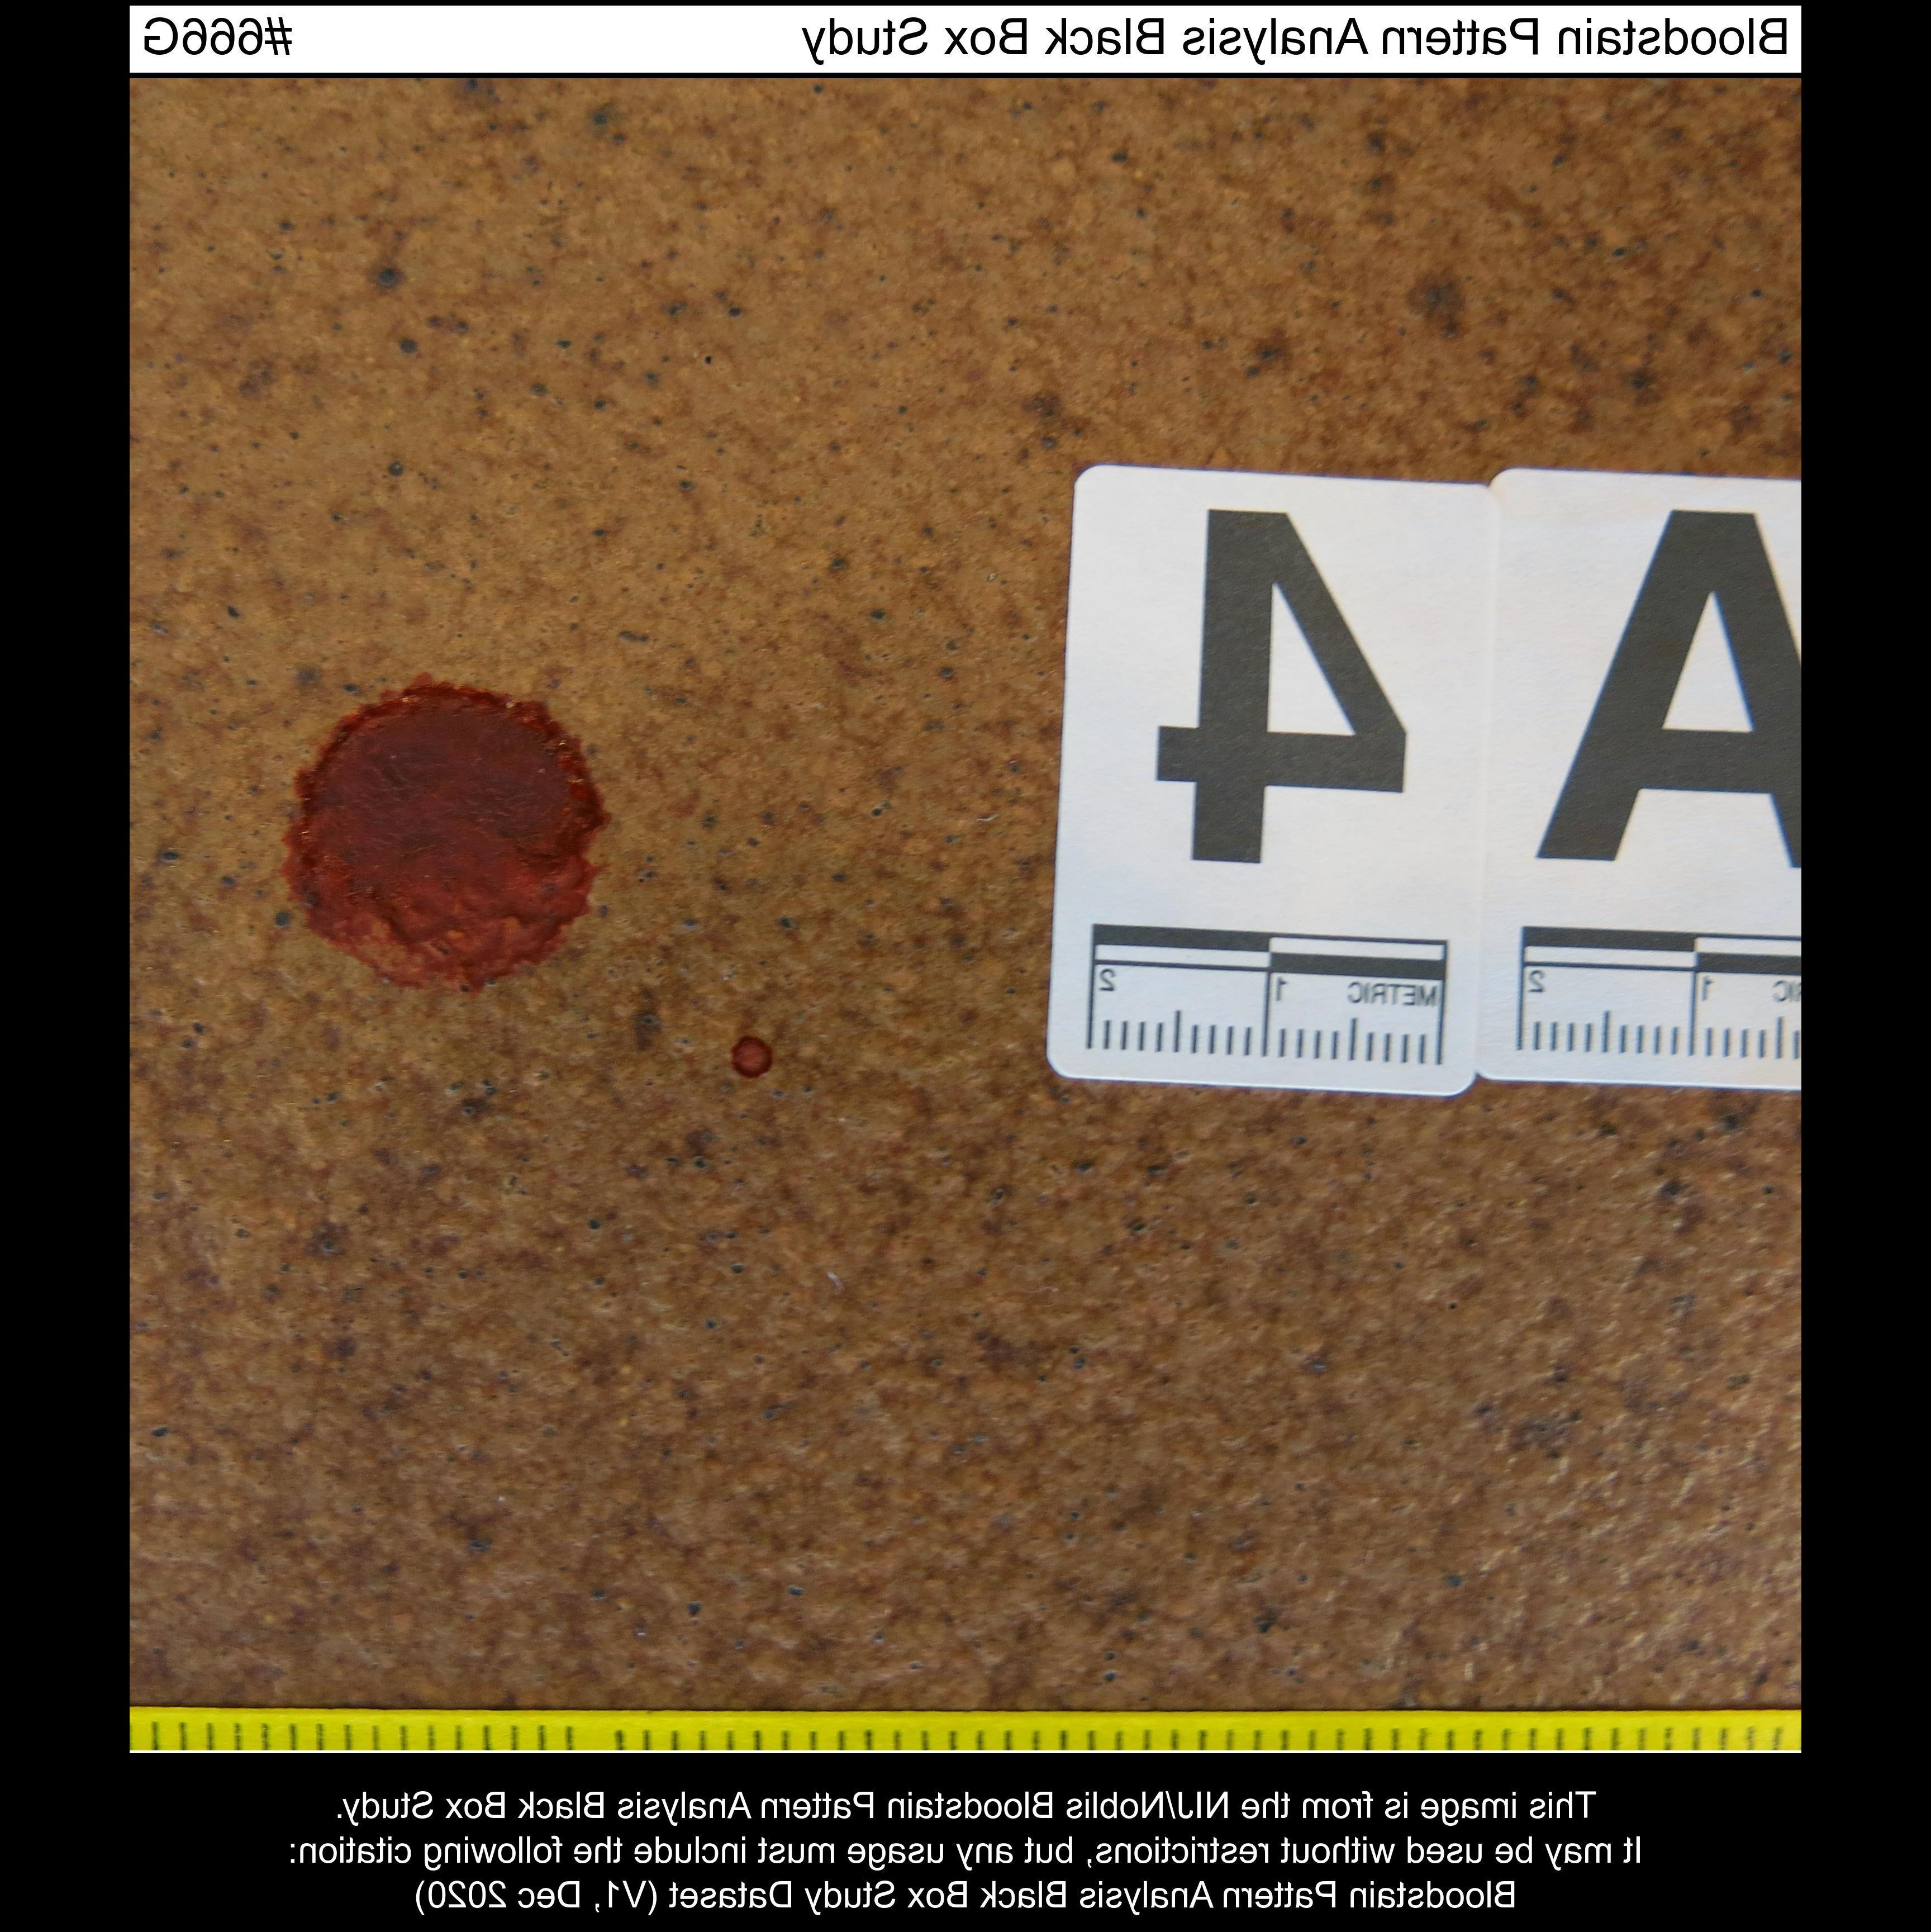 Bloodstain Pattern Analysis Black Box Study #666G
A 4
METRIC 1 2
RIC 1 2
This image is from the NIJ/Noblis Bloodstain Pattern Analysis Black Box Study.
It may be used without restrictions, but any usage must include the following citation:
Bloodstain Pattern Analysis Black Box Study Dataset (V1, Dec 2020)